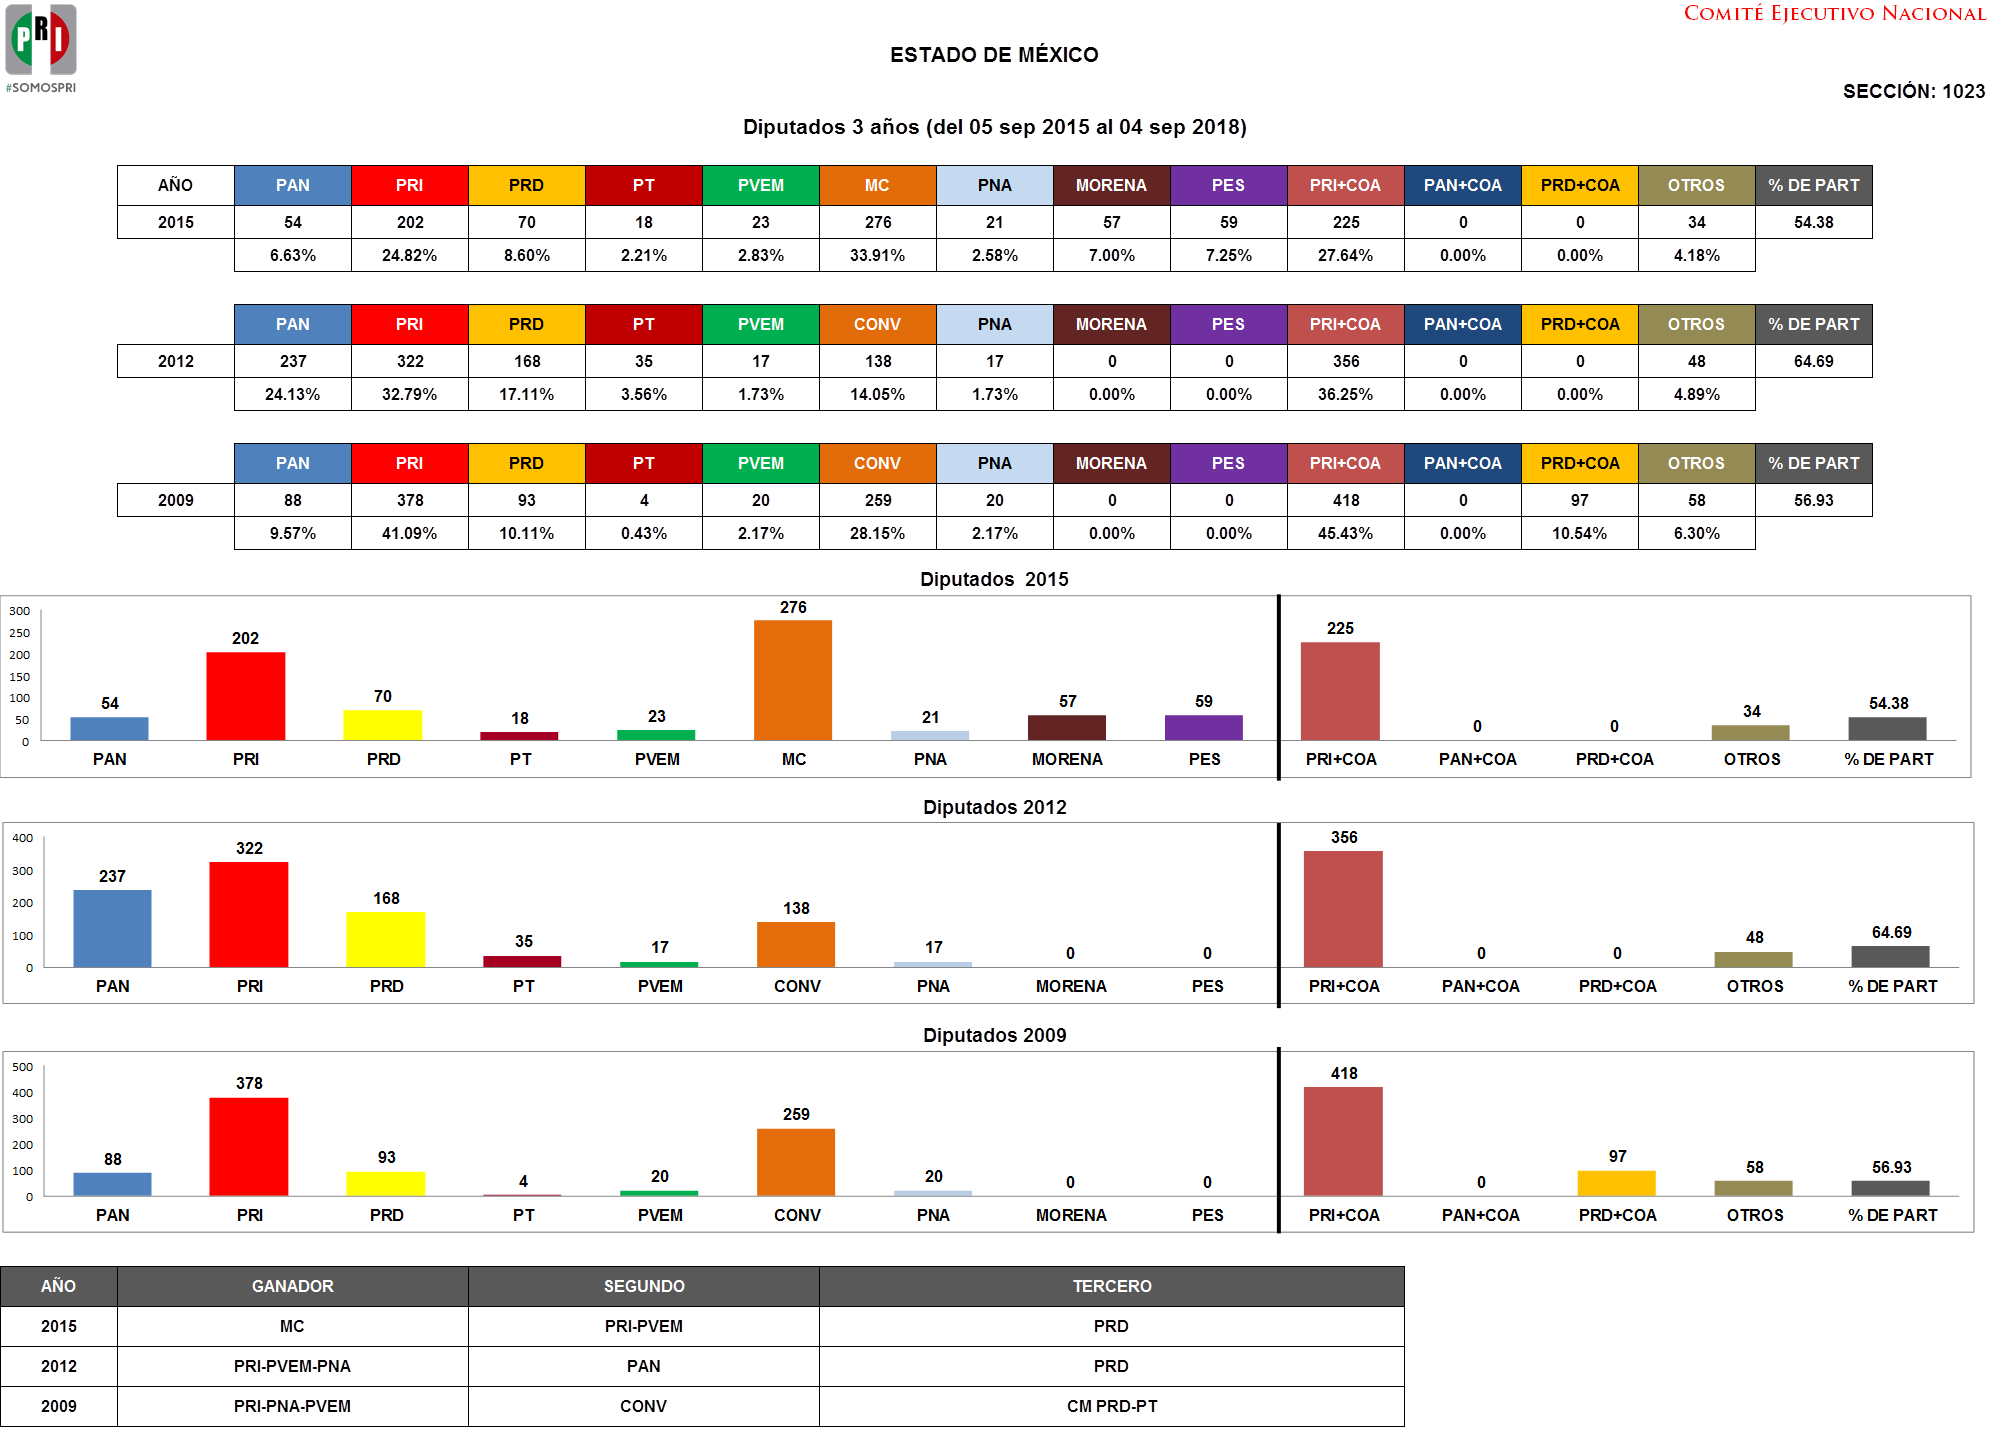 PRI
#SOMOSPRI
COMITÉ EJECUTIVO NACIONAL
ESTADO DE MÉXICO
SECCIÓN: 1023
Diputados 3 años (del 05 sep 2015 al 04 sep 2018)
AÑO PAN PRI PRD PT PVEM MC PNA MORENA PES PRI+COA PAN+COA PRD+COA OTROS % DE PART
2015 54 202 70 18 23 276 21 57 59 225 0 0 34 54.38
6.63% 24.82% 8.60% 2.21% 2.83% 33.91% 2.58% 7.00% 7.25% 27.64% 0.00% 0.00% 4.18%
PAN PRI PRD PT PVEM CONV PNA MORENA PES PRI+COA PAN+COA PRD+COA OTROS % DE PART
2012 237 322 168 35 17 138 17 0 0 356 0 0 48 64.69
24.13% 32.79% 17.11% 3.56% 1.73% 14.05% 1.73% 0.00% 0.00% 36.25% 0.00% 0.00% 4.89%
PAN PRI PRD PT PVEM CONV PNA MORENA PES PRI+COA PAN+COA PRD+COA OTROS % DE PART
2009 88 378 93 4 20 259 20 0 0 418 0 97 58 56.93
9.57% 41.09% 10.11% 0.43% 2.17% 28.15% 2.17% 0.00% 0.00% 45.43% 0.00% 10.54% 6.30%
Diputados 2015
300
250
200
150
100
50
0
54 202 70 18 23 276 21 57 59 225 0 0 34 54.38
PAN PRI PRD PT PVEM MC PNA MORENA PES PRI+COA PAN+COA PRD+COA OTROS % DE PART
Diputados 2012
400
300
200
100
0
237 322 168 35 17 138 17 0 0 356 0 0 48 64.69
PAN PRI PRD PT PVEM CONV PNA MORENA PES PRI+COA PAN+COA PRD+COA OTROS % DE PART
Diputados 2009
500
400
300
200
100
0
88 378 93 4 20 259 20 0 0 418 0 97 58 56.93
PAN PRI PRD PT PVEM CONV PNA MORENA PES PRI+COA PAN+COA PRD+COA OTROS % DE PART
AÑO GANADOR SEGUNDO TERCERO
2015 MC PRI-PVEM PRD
2012 PRI-PVEM-PNA PAN PRD
2009 PRI-PNA-PVEM CONV CM PRD-PT